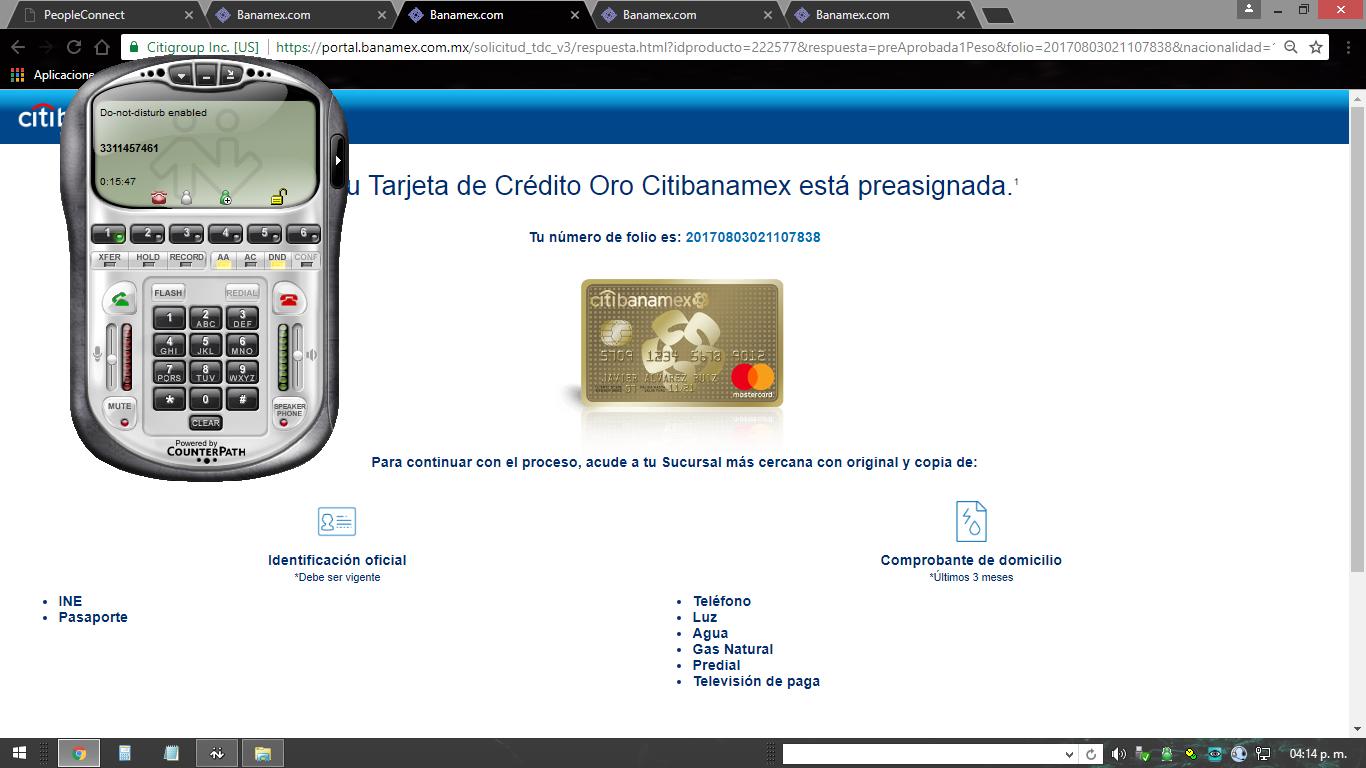 PeopleConnect
Banamex.com
Banamex.com
Banamex.com
Banamex.com
Citigroup Inc. [US]
https://portal.banamex.com.mx/solicitud_tdc_v3/respuesta.html?idproducto=222577&respuesta=preAprobada1Peso&folio=20170803021107838&nacionalidad=
Aplicacione
citib
Do-not-disturb enabled
3311457461
0:15:47
1 2 3 4 5 6
XFER HOLD RECORD AA AC DND CONF
FLASH REDIAL
1 2 ABC 3 DEF
4 GHI 5 JKL 6 MNO
7 PQRS 8 TUV 9 WXYZ
* 0 #
MUTE
SPEAKER PHONE
CLEAR
Powered by
COUNTERPATH
u Tarjeta de Crédito Oro Citibanamex está preasignada.1
Tu número de folio es: 20170803021107838
citibanamex
5709 1234 5678 9012
JAVIER ALVAREZ RUIZ
07 11/21
mastercard
Para continuar con el proceso, acude a tu Sucursal más cercana con original y copia de:
Identificación oficial
*Debe ser vigente
INE
Pasaporte
Comprobante de domicilio
*Últimos 3 meses
Teléfono
Luz
Agua
Gas Natural
Predial
Televisión de paga
04:14 p. m.